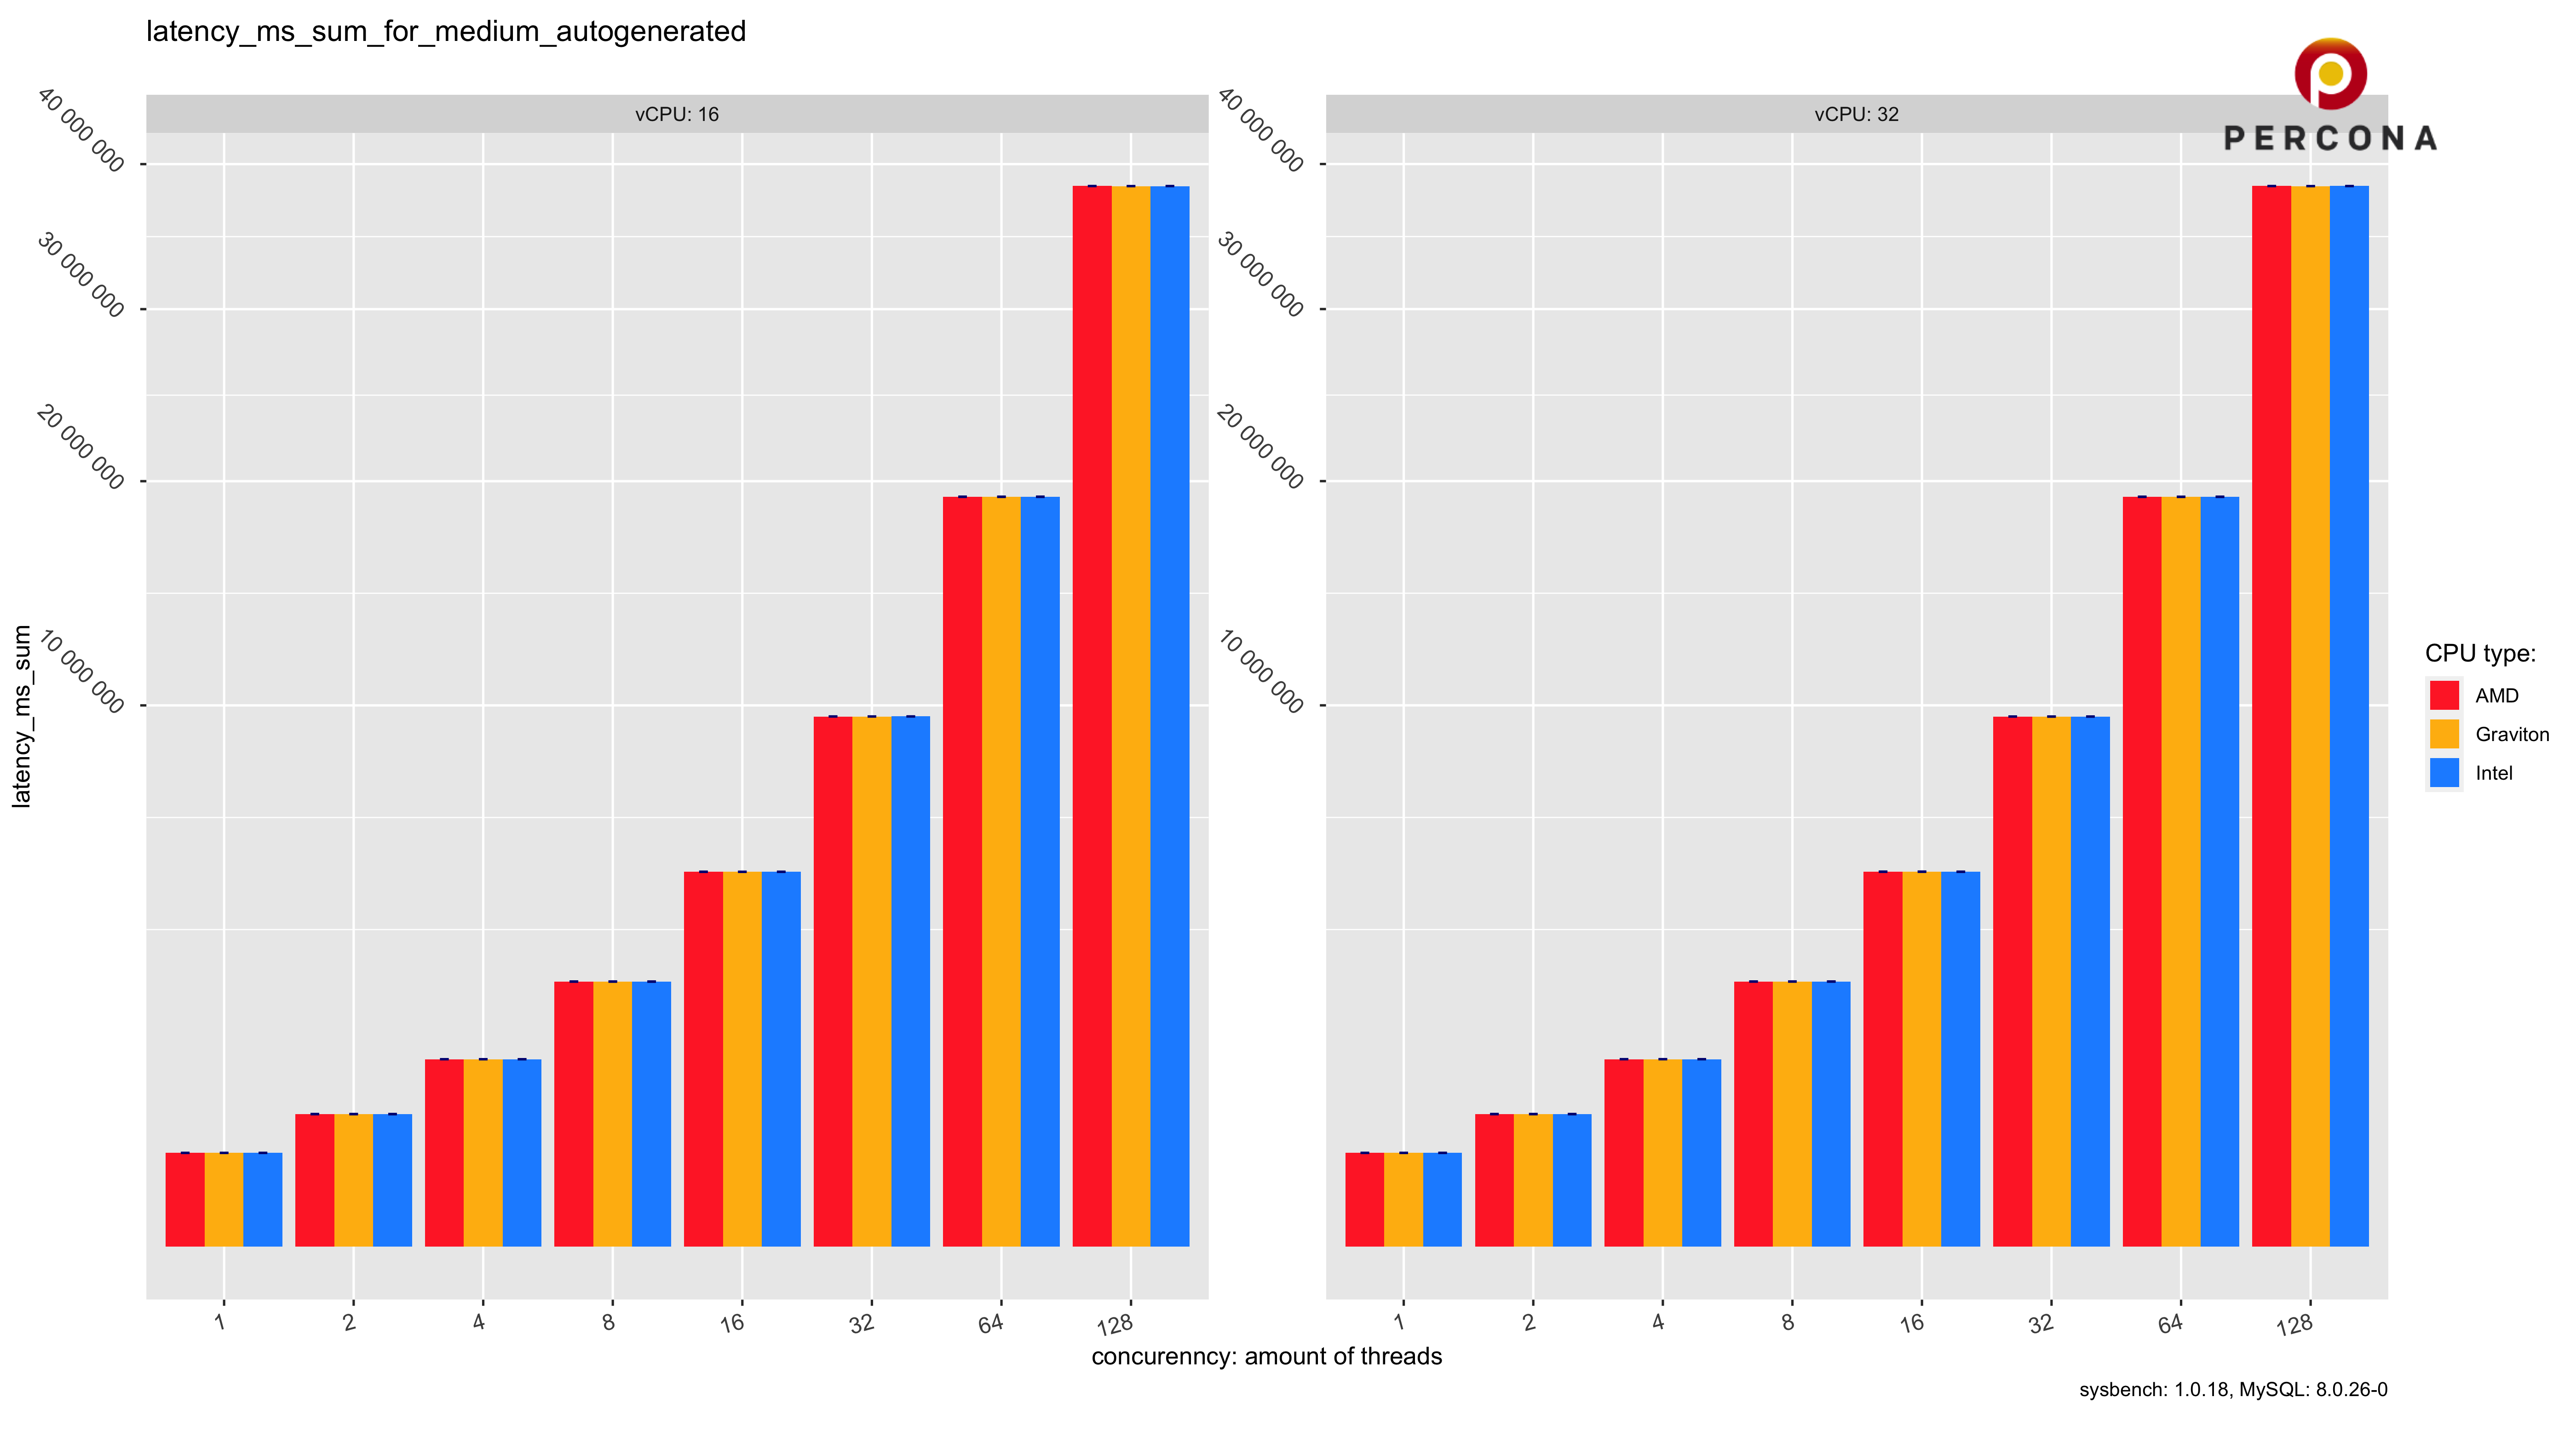 latency_ms_sum_for_medium_autogenerated
PERCONA
vCPU: 16
vCPU: 32
latency_ms_sum
40 000 000
30 000 000
20 000 000
10 000 000
40 000 000
30 000 000
20 000 000
10 000 000
1 2 4 8 16 32 64 128
1 2 4 8 16 32 64 128
concurenncy: amount of threads
CPU type:
AMD
Graviton
Intel
sysbench: 1.0.18, MySQL: 8.0.26-0